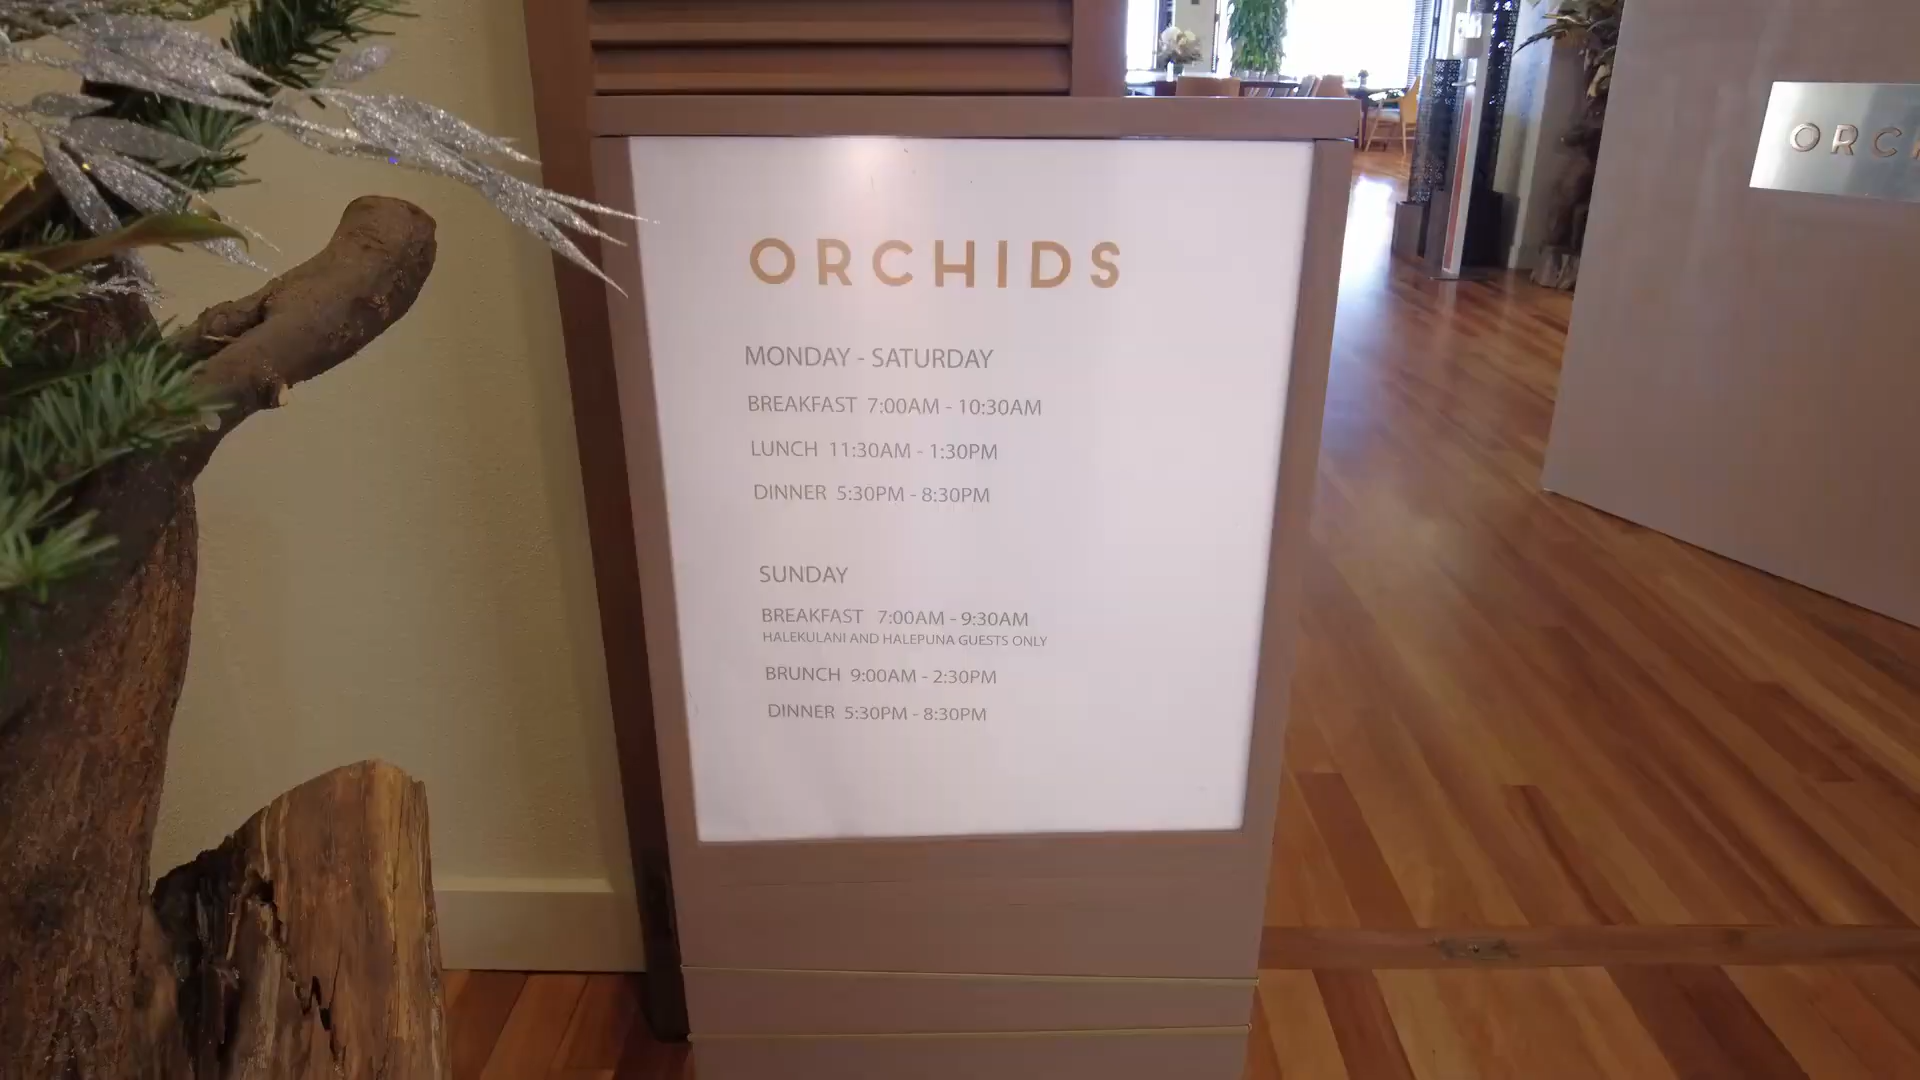 ORCHIDS
MONDAY - SATURDAY
BREAKFAST 7:00AM - 10:30AM
LUNCH 11:30AM - 1:30PM
DINNER 5:30PM - 8:30PM
SUNDAY
BREAKFAST 7:00AM - 9:30AM
HALEKULANI AND HALEPUNA GUESTS ONLY
BRUNCH 9:00AM - 2:30PM
DINNER 5:30PM - 8:30PM